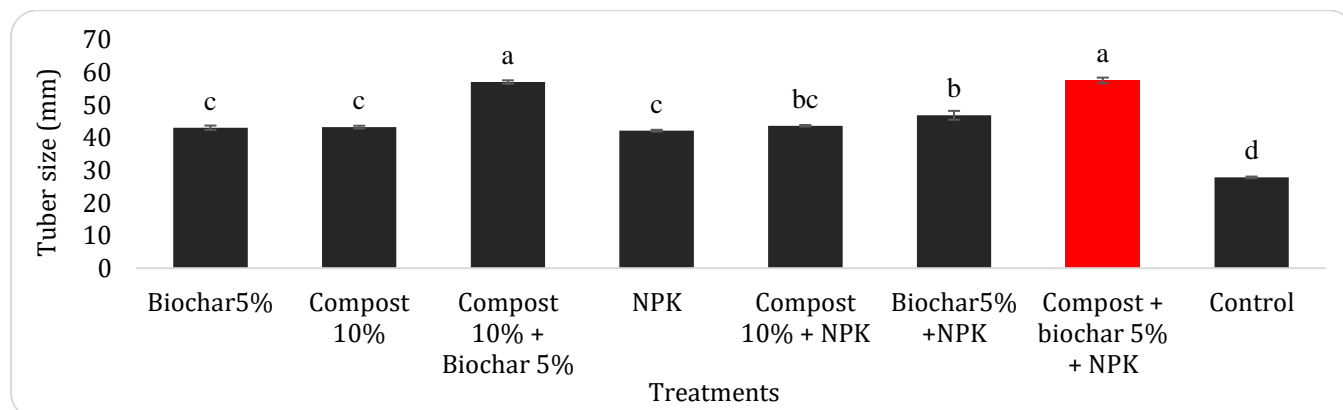 70
60
50
40
30
20
10
0
Tuber size (mm)
c
c
a
c
bc
b
a
d
Biochar5%
Compost
10%
Compost
10% +
Biochar 5%
NPK
Compost
10% + NPK
Biochar5%
+NPK
Compost +
biochar 5%
+ NPK
Control
Treatments